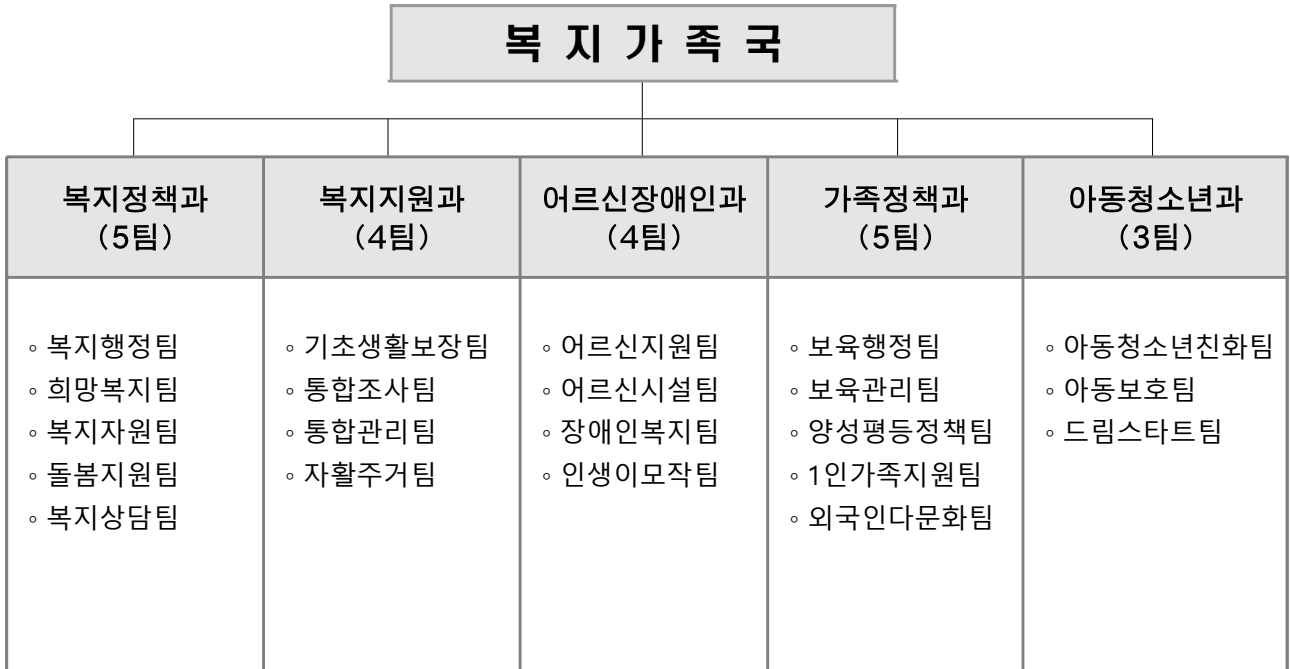 복 지 가 족 국
복지정책과
(5팀)
복지지원과
(4팀)
어르신장애인과
(4팀)
가족정책과
(5팀)
아동청소년과
(3팀)
◦ 복지행정팀
◦ 희망복지팀
◦ 복지자원팀
◦ 돌봄지원팀
◦ 복지상담팀
◦ 기초생활보장팀
◦ 통합조사팀
◦ 통합관리팀
◦ 자활주거팀
◦ 어르신지원팀
◦ 어르신시설팀
◦ 장애인복지팀
◦ 인생이모작팀
◦ 보육행정팀
◦ 보육관리팀
◦ 양성평등정책팀
◦ 1인가족지원팀
◦ 외국인다문화팀
◦ 아동청소년친화팀
◦ 아동보호팀
◦ 드림스타트팀